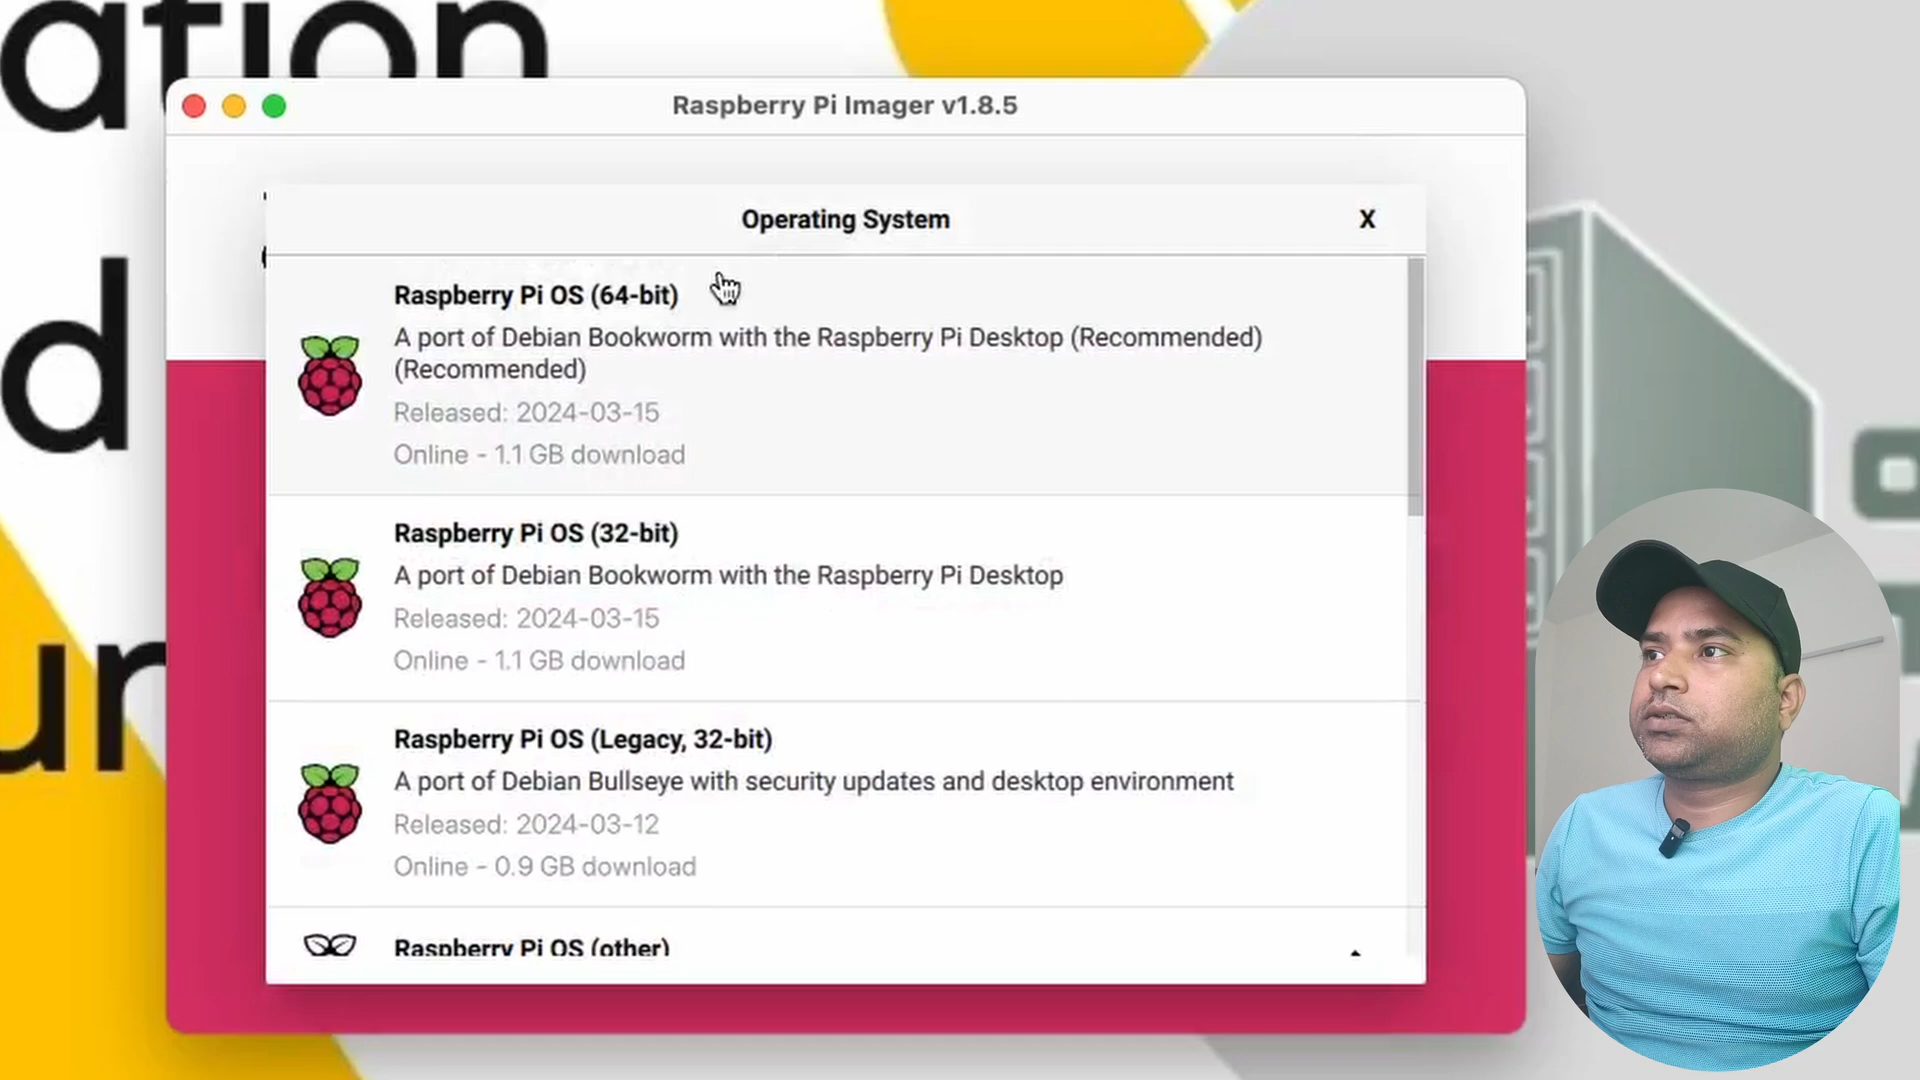 ation
d
un
Raspberry Pi Imager v1.8.5
Operating System
X
Raspberry Pi OS (64-bit)
A port of Debian Bookworm with the Raspberry Pi Desktop (Recommended)
(Recommended)
Released: 2024-03-15
Online - 1.1 GB download
Raspberry Pi OS (32-bit)
A port of Debian Bookworm with the Raspberry Pi Desktop
Released: 2024-03-15
Online - 1.1 GB download
Raspberry Pi OS (Legacy, 32-bit)
A port of Debian Bullseye with security updates and desktop environment
Released: 2024-03-12
Online - 0.9 GB download
Raspberry Pi OS (other)